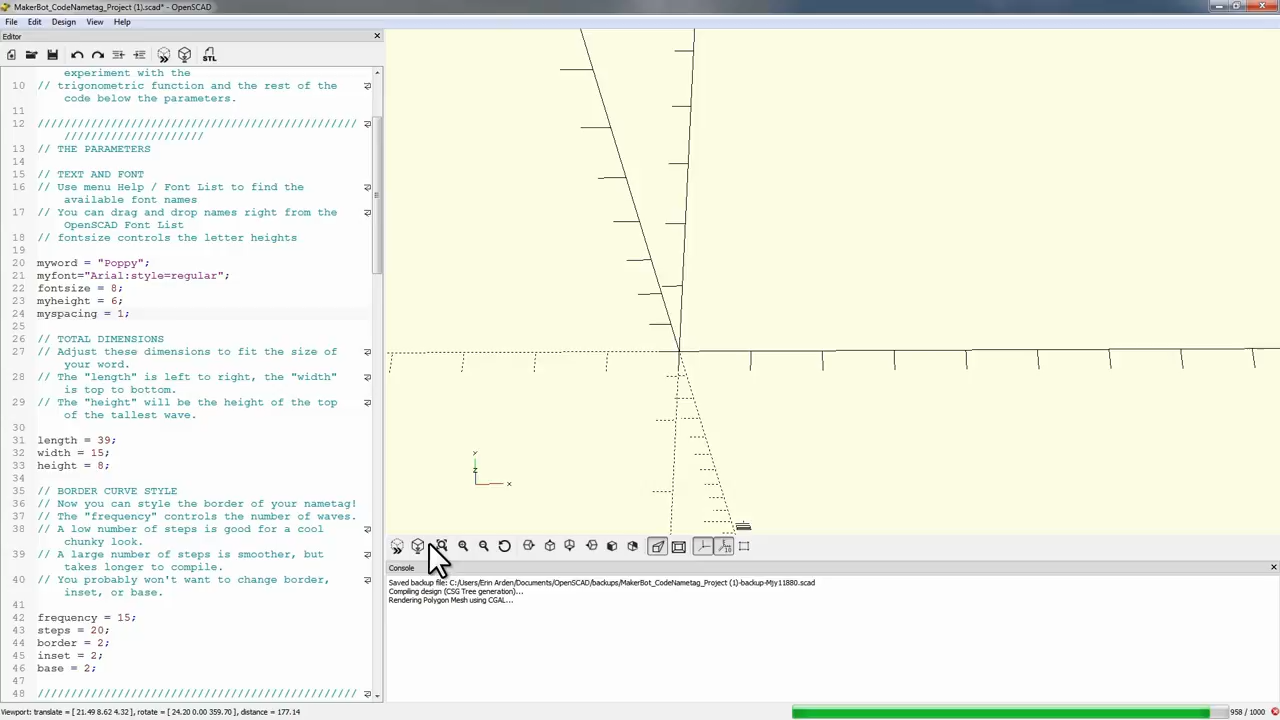 MakerBot_CodeNametag_Project (1).scad* - OpenSCAD
File Edit Design View Help
Editor
STL
experiment with the
10 // trigonometric function and the rest of the
code below the parameters.
11
12 ////////////////////////////////////////////////
/////////////////////
13 // THE PARAMETERS
14
15 // TEXT AND FONT
16 // Use menu Help / Font List to find the
available font names
17 // You can drag and drop names right from the
OpenSCAD Font List
18 // fontsize controls the letter heights
19
20 myword = "Poppy";
21 myfont="Arial:style=regular";
22 fontsize = 8;
23 myheight = 6;
24 myspacing = 1;
26 // TOTAL DIMENSIONS
27 // Adjust these dimensions to fit the size of
your word.
28 // The "length" is left to right, the "width"
is top to bottom.
29 // The "height" will be the height of the top
of the tallest wave.
30
31 length = 39;
32 width = 15;
33 height = 8;
34
35 // BORDER CURVE STYLE
36 // Now you can style the border of your nametag!
37 // The "frequency" controls the number of waves.
38 // A low number of steps is good for a cool
chunky look.
39 // A large number of steps is smoother, but
takes longer to compile.
40 // You probably won't want to change border,
inset, or base.
41
42 frequency = 15;
43 steps = 20;
44 border = 2;
45 inset = 2;
46 base = 2;
47
48 ////////////////////////////////////////////////
y
z
x
Console
Saved backup file: C:/Users/Erin Arden/Documents/OpenSCAD/backups/MakerBot_CodeNametag_Project (1)-backup-Mjy11880.scad
Compiling design (CSG Tree generation)...
Rendering Polygon Mesh using CGAL...
Viewport: translate = [ 21.49 8.62 4.32 ], rotate = [ 24.20 0.00 359.70 ], distance = 177.14
958 / 1000